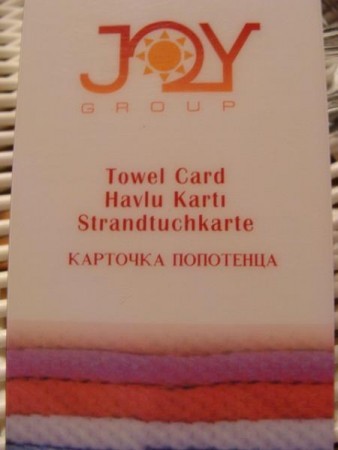 JOY
GROUP
Towel Card
Havlu Kartı
Strandtuchkarte
КАРТОЧКА ПОПОТЕНЦА